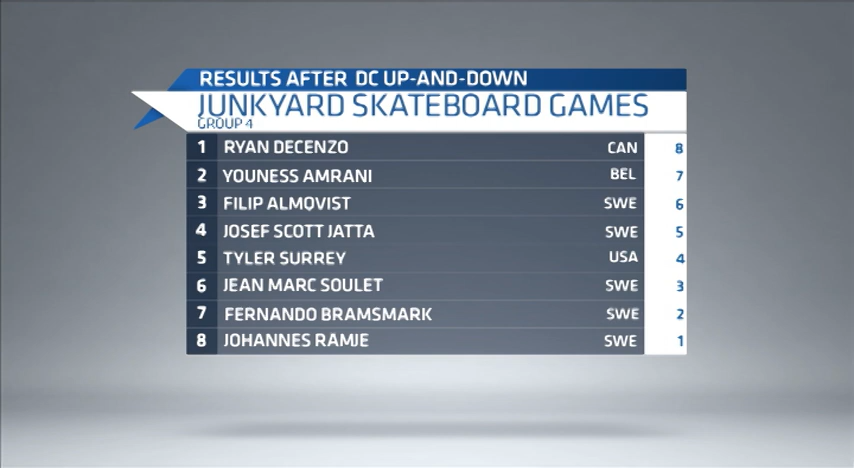 RESULTS AFTER DC UP-AND-DOWN
JUNKYARD SKATEBOARD GAMES
GROUP 4
1 RYAN DECENZO CAN 8
2 YOUNESS AMRANI BEL 7
3 FILIP ALMQVIST SWE 6
4 JOSEF SCOTT JATTA SWE 5
5 TYLER SURREY USA 4
6 JEAN MARC SOULET SWE 3
7 FERNANDO BRAMSMARK SWE 2
8 JOHANNES RAMJE SWE 1